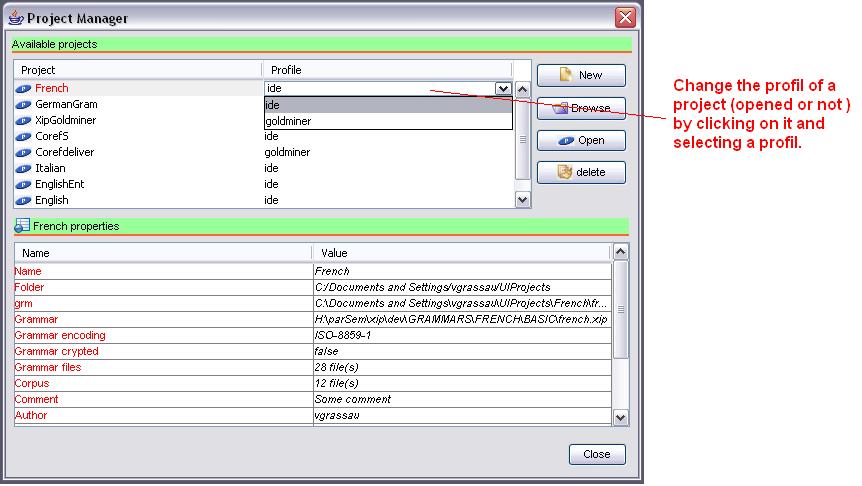 Project Manager
Available projects
Project Profile
French ide
GermanGram ide
XipGoldminer goldminer
CorefS ide
Corefdeliver goldminer
Italian ide
EnglishEnt ide
English ide
New
Browse
Open
delete
Change the profil of a
project (opened or not )
by clicking on it and
selecting a profil.
French properties
Name Value
Name French
Folder C:/Documents and Settings/vgrassau/UIProjects
grm C:\Documents and Settings\vgrassau\UIProjects\French\fr...
Grammar H:\parSem\xip\dev\GRAMMARS\FRENCH\BASIC\french.xip
Grammar encoding ISO-8859-1
Grammar crypted false
Grammar files 28 file(s)
Corpus 12 file(s)
Comment Some comment
Author vgrassau
Close